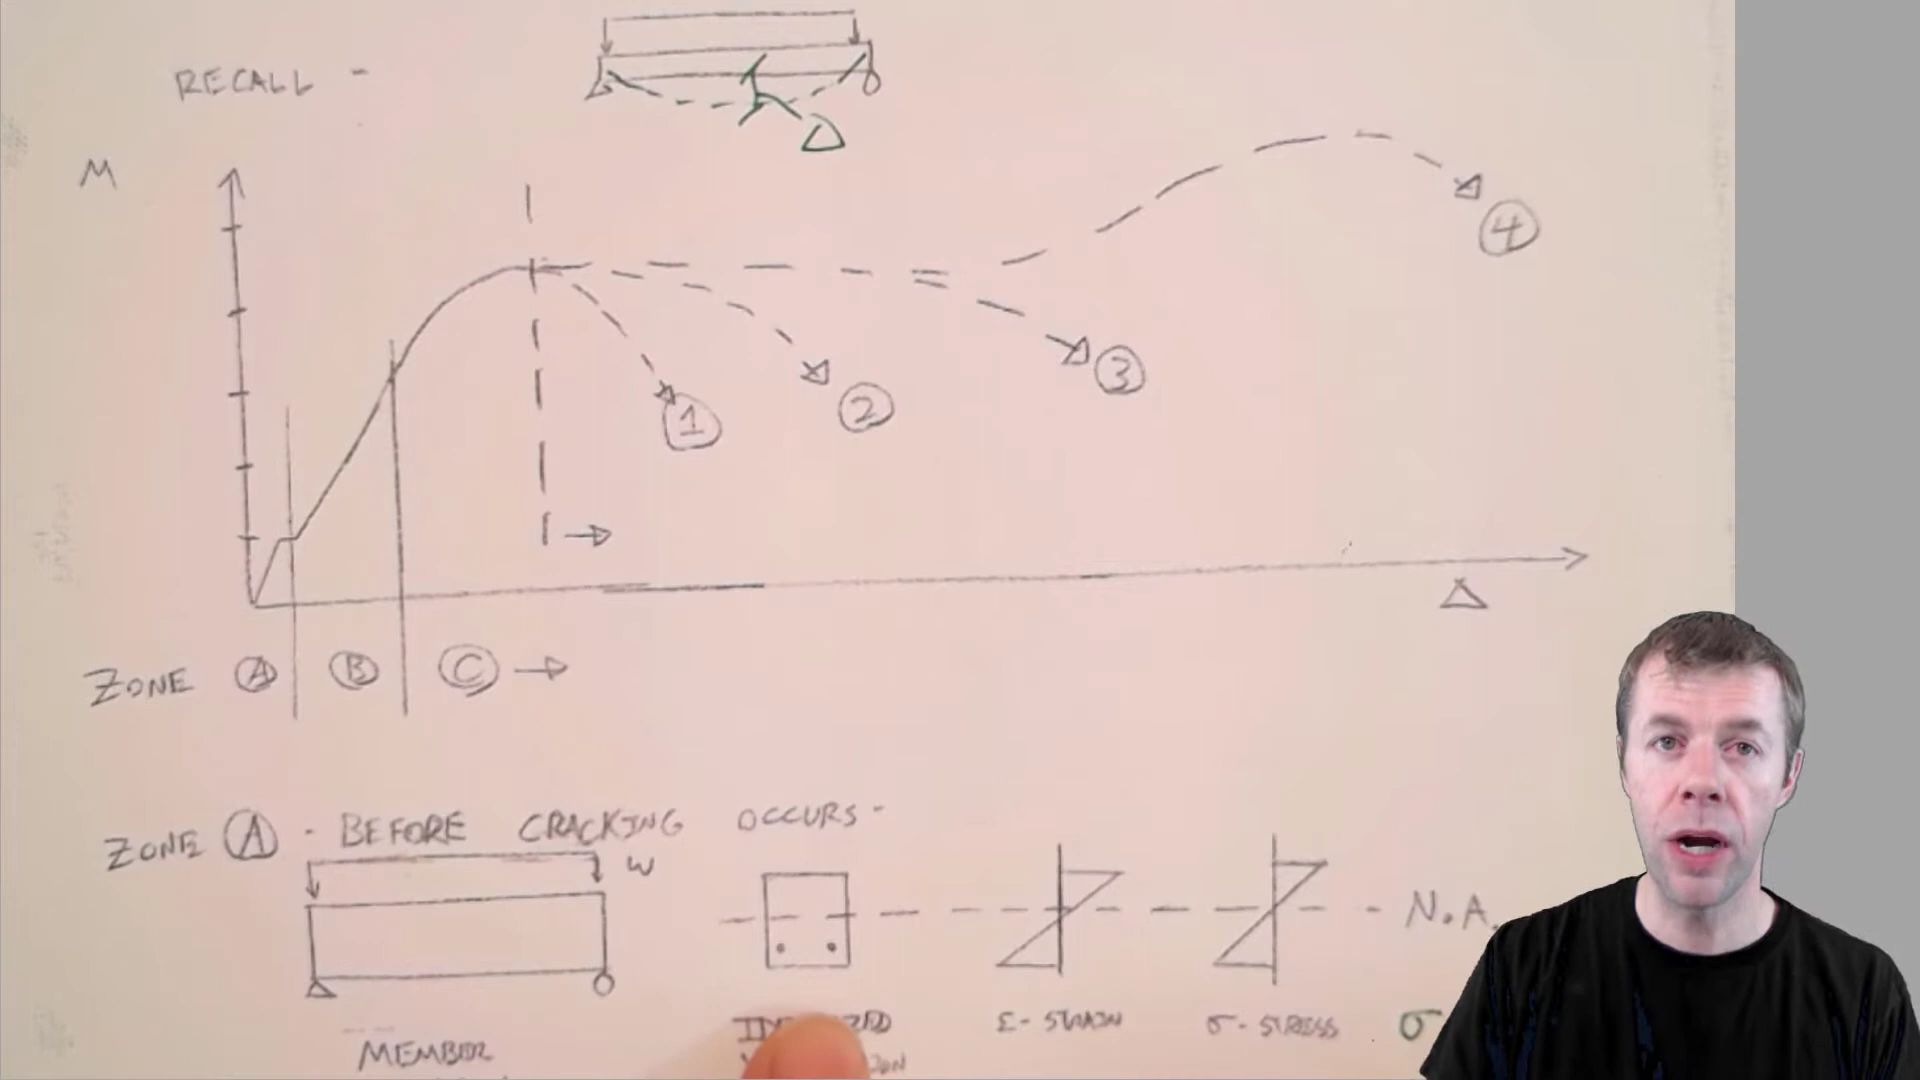 RECALL -
Δ
M
1
2
3
4
Δ
ZONE A B C
ZONE A - BEFORE CRACKING OCCURS -
W
N.A.
ε - STRAIN
σ - STRESS
σ
MEMBER